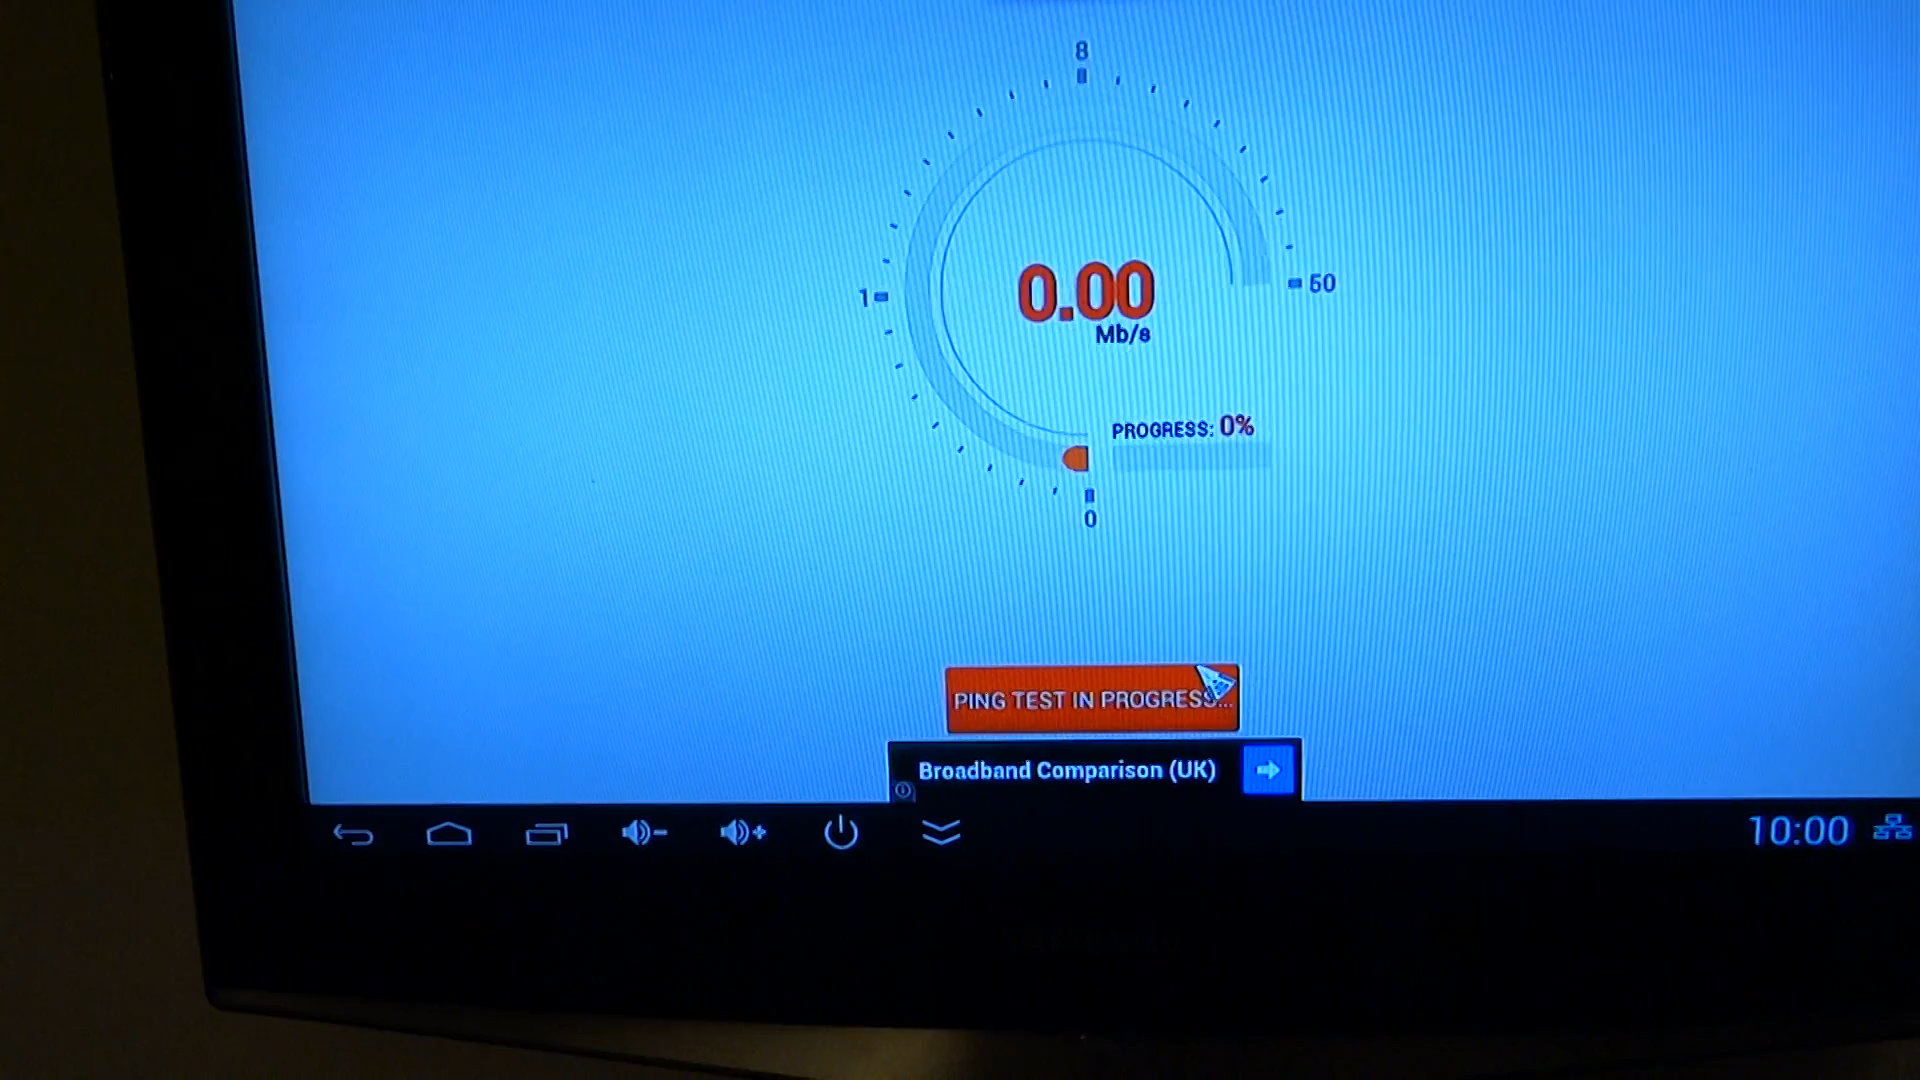 8
1
50
0.00
Mb/s
PROGRESS: 0%
0
PING TEST IN PROGRESS...
Broadband Comparison (UK)
10:00